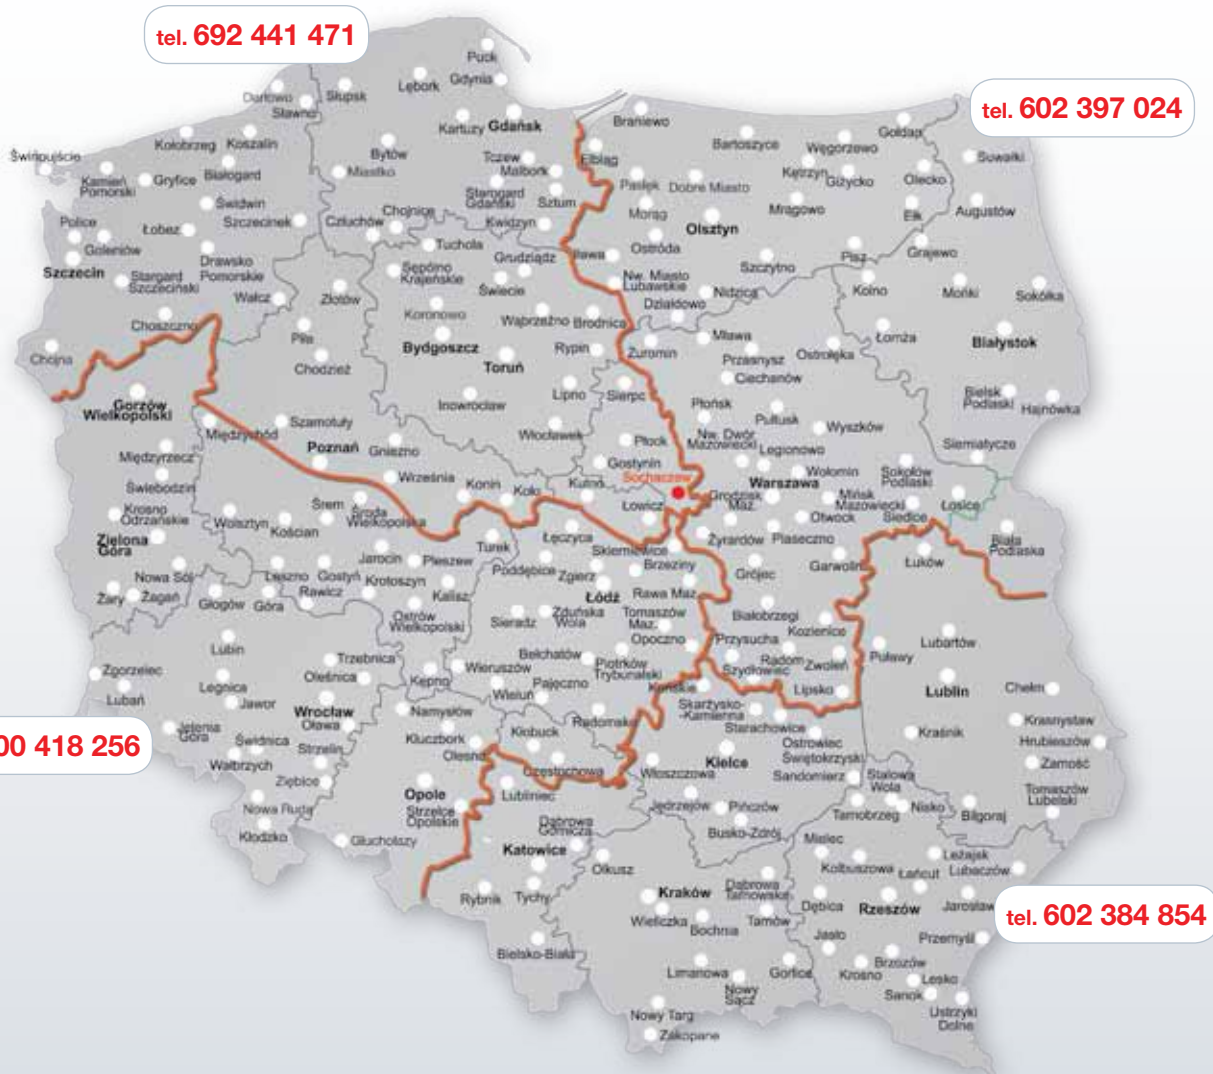 tel. 692 441 471
tel. 602 397 024
00 418 256
tel. 602 384 854
Puck
Gdynia
Lębork
Słupsk
Darłowo
Sławno
Kartuzy
Gdańsk
Braniewo
Bartoszyce
Węgorzewo
Gołdap
Suwałki
Kołobrzeg
Koszalin
Bytów
Miastko
Tczew
Malbork
Elbląg
Kętrzyn
Giżycko
Olecko
Świnoujście
Kamień
Pomorski
Gryfice
Białogard
Starogard
Gdański
Sztum
Pasłęk
Dobre Miasto
Mrągowo
Ełk
Augustów
Świdwin
Szczecinek
Człuchów
Chojnice
Kwidzyn
Morąg
Olsztyn
Police
Łobez
Goleniów
Szczecin
Stargard
Szczeciński
Drawsko
Pomorskie
Tuchola
Grudziądz
Iława
Ostróda
Szczytno
Pisz
Grajewo
Sępólno
Krajeńskie
Świecie
Nw. Miasto
Lubawskie
Działdowo
Nidzica
Kolno
Mońki
Sokółka
Wałcz
Złotów
Koronowo
Choszczno
Chojna
Piła
Chodzież
Wąbrzeźno
Brodnica
Bydgoszcz
Toruń
Rypin
Żuromin
Mława
Przasnysz
Ostrołęka
Łomża
Białystok
Ciechanów
Gorzów
Wielkopolski
Inowrocław
Lipno
Sierpc
Płońsk
Pułtusk
Wyszków
Bielsk
Podlaski
Hajnówka
Międzychód
Szamotuły
Poznań
Gniezno
Włocławek
Płock
Nw. Dwór
Mazowiecki
Legionowo
Siemiatycze
Międzyrzecz
Świebodzin
Września
Gostynin
Sochaczew
Wołomin
Warszawa
Sokołów
Podlaski
Konin
Koło
Kutno
Łowicz
Grodzisk
Maz.
Mińsk
Mazowiecki
Siedlce
Łosice
Krosno
Odrzańskie
Wolsztyn
Kościan
Śrem
Środa
Wielkopolska
Otwock
Zielona
Góra
Nowa Sól
Żary
Żagań
Głogów
Góra
Leszno
Gostyń
Rawicz
Jarocin
Pleszew
Krotoszyn
Kalisz
Turek
Łęczyca
Poddębice
Zgierz
Skierniewice
Brzeziny
Żyrardów
Piaseczno
Grójec
Garwolin
Łuków
Biała
Podlaska
Łódź
Rawa Maz.
Ostrów
Wielkopolski
Sieradz
Zduńska
Wola
Tomaszów
Maz.
Opoczno
Białobrzegi
Kozienice
Przysucha
Lubin
Zgorzelec
Lubań
Legnica
Jawor
Trzebnica
Oleśnica
Kępno
Wieruszów
Wieluń
Bełchatów
Pajęczno
Piotrków
Trybunalski
Końskie
Szydłowiec
Radom
Zwoleń
Lipsko
Puławy
Lubartów
Lublin
Chełm
Wrocław
Oława
Namysłów
Jelenia
Góra
Świdnica
Strzelin
Wałbrzych
Ziębice
Kluczbork
Olesno
Kłobuck
Radomsko
Częstochowa
Lubliniec
Skarżysko-
-Kamienna
Starachowice
Ostrowiec
Świętokrzyski
Kielce
Włoszczowa
Sandomierz
Stalowa
Wola
Kraśnik
Krasnystaw
Hrubieszów
Zamość
Tomaszów
Lubelski
Nowa Ruda
Kłodzko
Głuchołazy
Opole
Strzelce
Opolskie
Dąbrowa
Górnicza
Katowice
Jędrzejów
Pińczów
Busko-Zdrój
Tarnobrzeg
Nisko
Biłgoraj
Mielec
Kolbuszowa
Leżajsk
Łańcut
Lubaczów
Olkusz
Rybnik
Tychy
Kraków
Wieliczka
Bochnia
Dąbrowa
Tarnowska
Tarnów
Dębica
Rzeszów
Jarosław
Przemyśl
Bielsko-Biała
Jasło
Krosno
Brzozów
Lesko
Sanok
Limanowa
Nowy
Sącz
Gorlice
Ustrzyki
Dolne
Nowy Targ
Zakopane